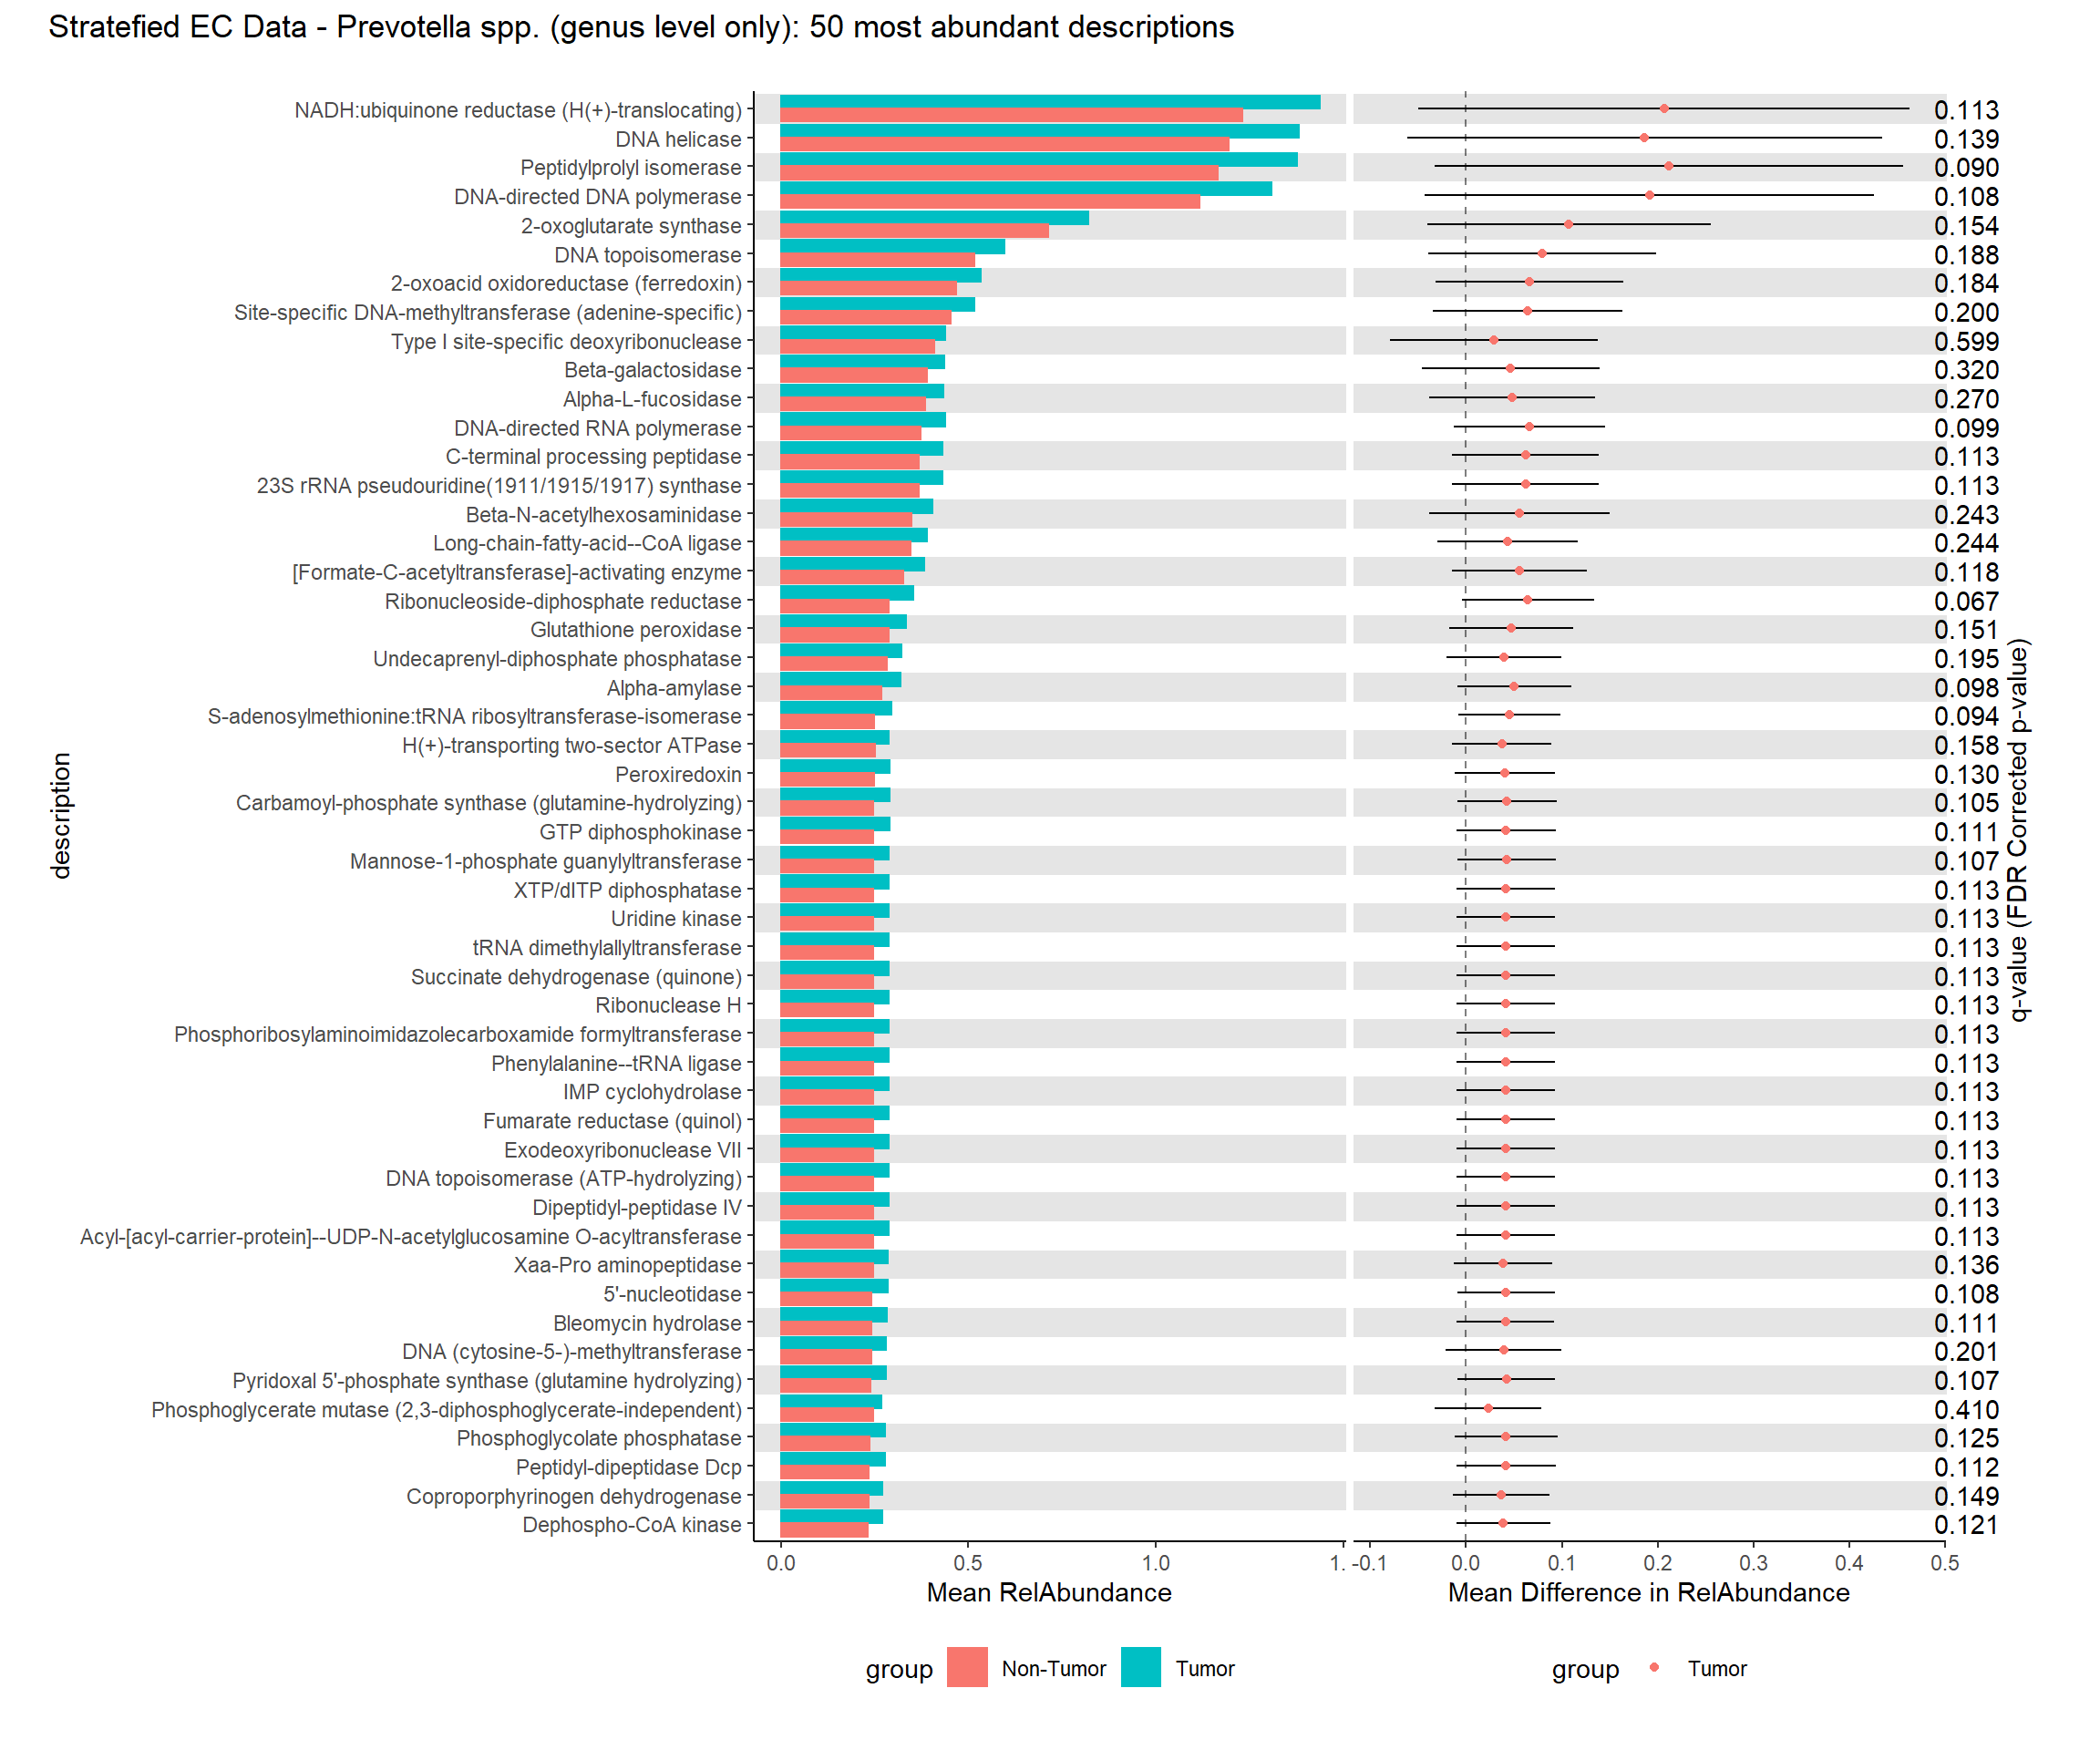 Stratefied EC Data - Prevotella spp. (genus level only): 50 most abundant descriptions
NADH:ubiquinone reductase (H(+)-translocating) 0.113
DNA helicase 0.139
Peptidylprolyl isomerase 0.090
DNA-directed DNA polymerase 0.108
2-oxoglutarate synthase 0.154
DNA topoisomerase 0.188
2-oxoacid oxidoreductase (ferredoxin) 0.184
Site-specific DNA-methyltransferase (adenine-specific) 0.200
Type I site-specific deoxyribonuclease 0.599
Beta-galactosidase 0.320
Alpha-L-fucosidase 0.270
DNA-directed RNA polymerase 0.099
C-terminal processing peptidase 0.113
23S rRNA pseudouridine(1911/1915/1917) synthase 0.113
Beta-N-acetylhexosaminidase 0.243
Long-chain-fatty-acid--CoA ligase 0.244
[Formate-C-acetyltransferase]-activating enzyme 0.118
Ribonucleoside-diphosphate reductase 0.067
Glutathione peroxidase 0.151
Undecaprenyl-diphosphate phosphatase 0.195
Alpha-amylase 0.098
S-adenosylmethionine:tRNA ribosyltransferase-isomerase 0.094
H(+)-transporting two-sector ATPase 0.158
Peroxiredoxin 0.130
Carbamoyl-phosphate synthase (glutamine-hydrolyzing) 0.105
GTP diphosphokinase 0.111
Mannose-1-phosphate guanylyltransferase 0.107
XTP/dITP diphosphatase 0.113
Uridine kinase 0.113
tRNA dimethylallyltransferase 0.113
Succinate dehydrogenase (quinone) 0.113
Ribonuclease H 0.113
Phosphoribosylaminoimidazolecarboxamide formyltransferase 0.113
Phenylalanine--tRNA ligase 0.113
IMP cyclohydrolase 0.113
Fumarate reductase (quinol) 0.113
Exodeoxyribonuclease VII 0.113
DNA topoisomerase (ATP-hydrolyzing) 0.113
Dipeptidyl-peptidase IV 0.113
Acyl-[acyl-carrier-protein]--UDP-N-acetylglucosamine O-acyltransferase 0.113
Xaa-Pro aminopeptidase 0.136
5'-nucleotidase 0.108
Bleomycin hydrolase 0.111
DNA (cytosine-5-)-methyltransferase 0.201
Pyridoxal 5'-phosphate synthase (glutamine hydrolyzing) 0.107
Phosphoglycerate mutase (2,3-diphosphoglycerate-independent) 0.410
Phosphoglycolate phosphatase 0.125
Peptidyl-dipeptidase Dcp 0.112
Coproporphyrinogen dehydrogenase 0.149
Dephospho-CoA kinase 0.121
description
q-value (FDR Corrected p-value)
0.0 0.5 1.0 1. -0.1 0.0 0.1 0.2 0.3 0.4 0.5
Mean RelAbundance Mean Difference in RelAbundance
group Non-Tumor Tumor group Tumor